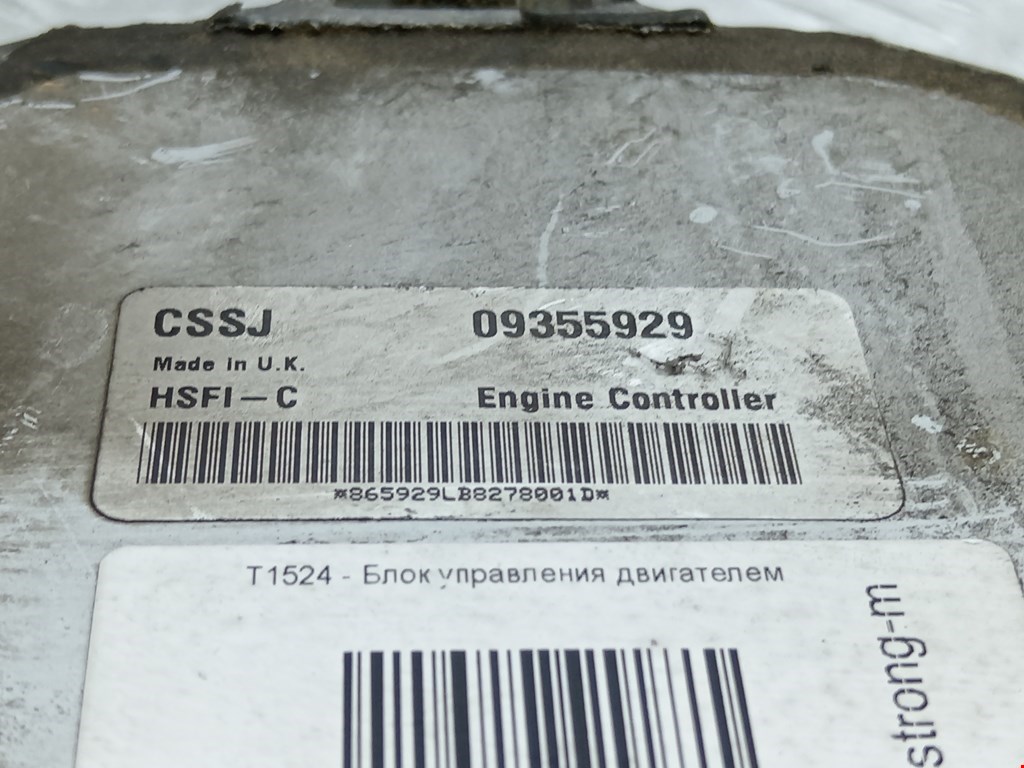 CSSJ 09355929
Made in U.K.
HSFI-C Engine Controller
*865929LB8278001D*
T1524 - Блок управления двигателем
strong-m